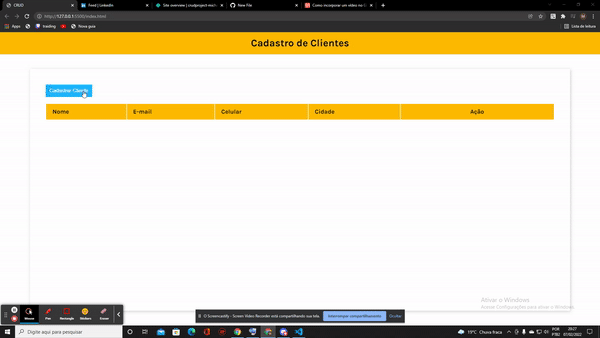 CRUD
Feed | LinkedIn
Site overview | crudproject-roch
New File
Como incorporar um vídeo no G
http://127.0.0.1:5500/index.html
Apps
trading
Nova guia
Lista de leitura
Cadastro de Clientes
Cadastrar Cliente
Nome E-mail Celular Cidade Ação
Ativar o Windows
Acesse Configurações para ativar o Windows.
Mouse Pen Rectangle Stickers Eraser
O Screencastify - Screen Video Recorder está compartilhando sua tela.
Interromper compartilhamento
Ocultar
Digite aqui para pesquisar
19°C Chuva fraca
POR
PTB2
20:27
07/02/2022